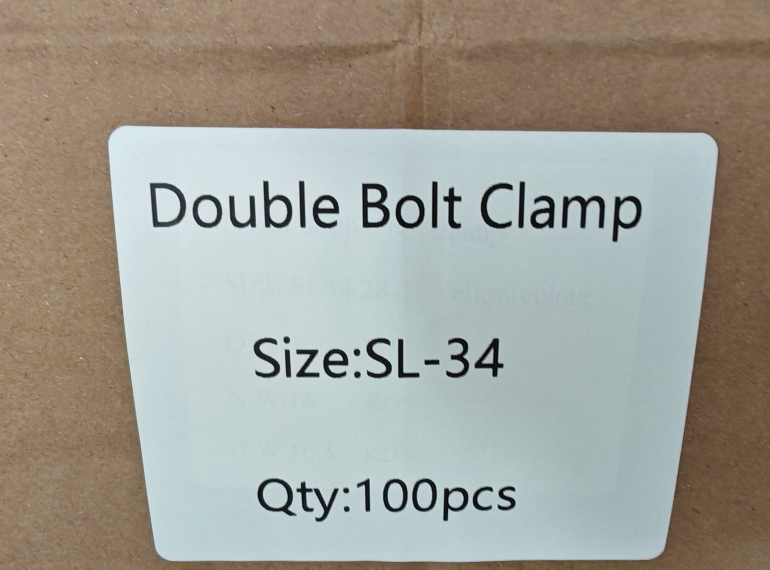 Double Bolt Clamp
Size:SL-34
Qty:100pcs